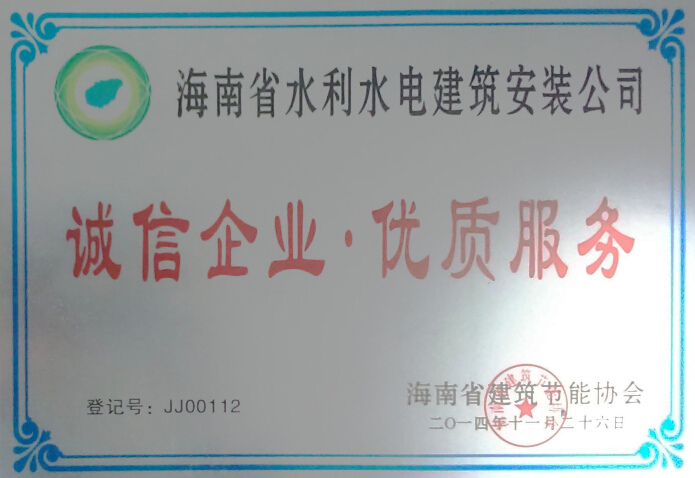 海南省水利水电建筑安装公司
诚信企业·优质服务
登记号：JJ00112
海南省建筑节能协会
二〇一四年十一月二十六日